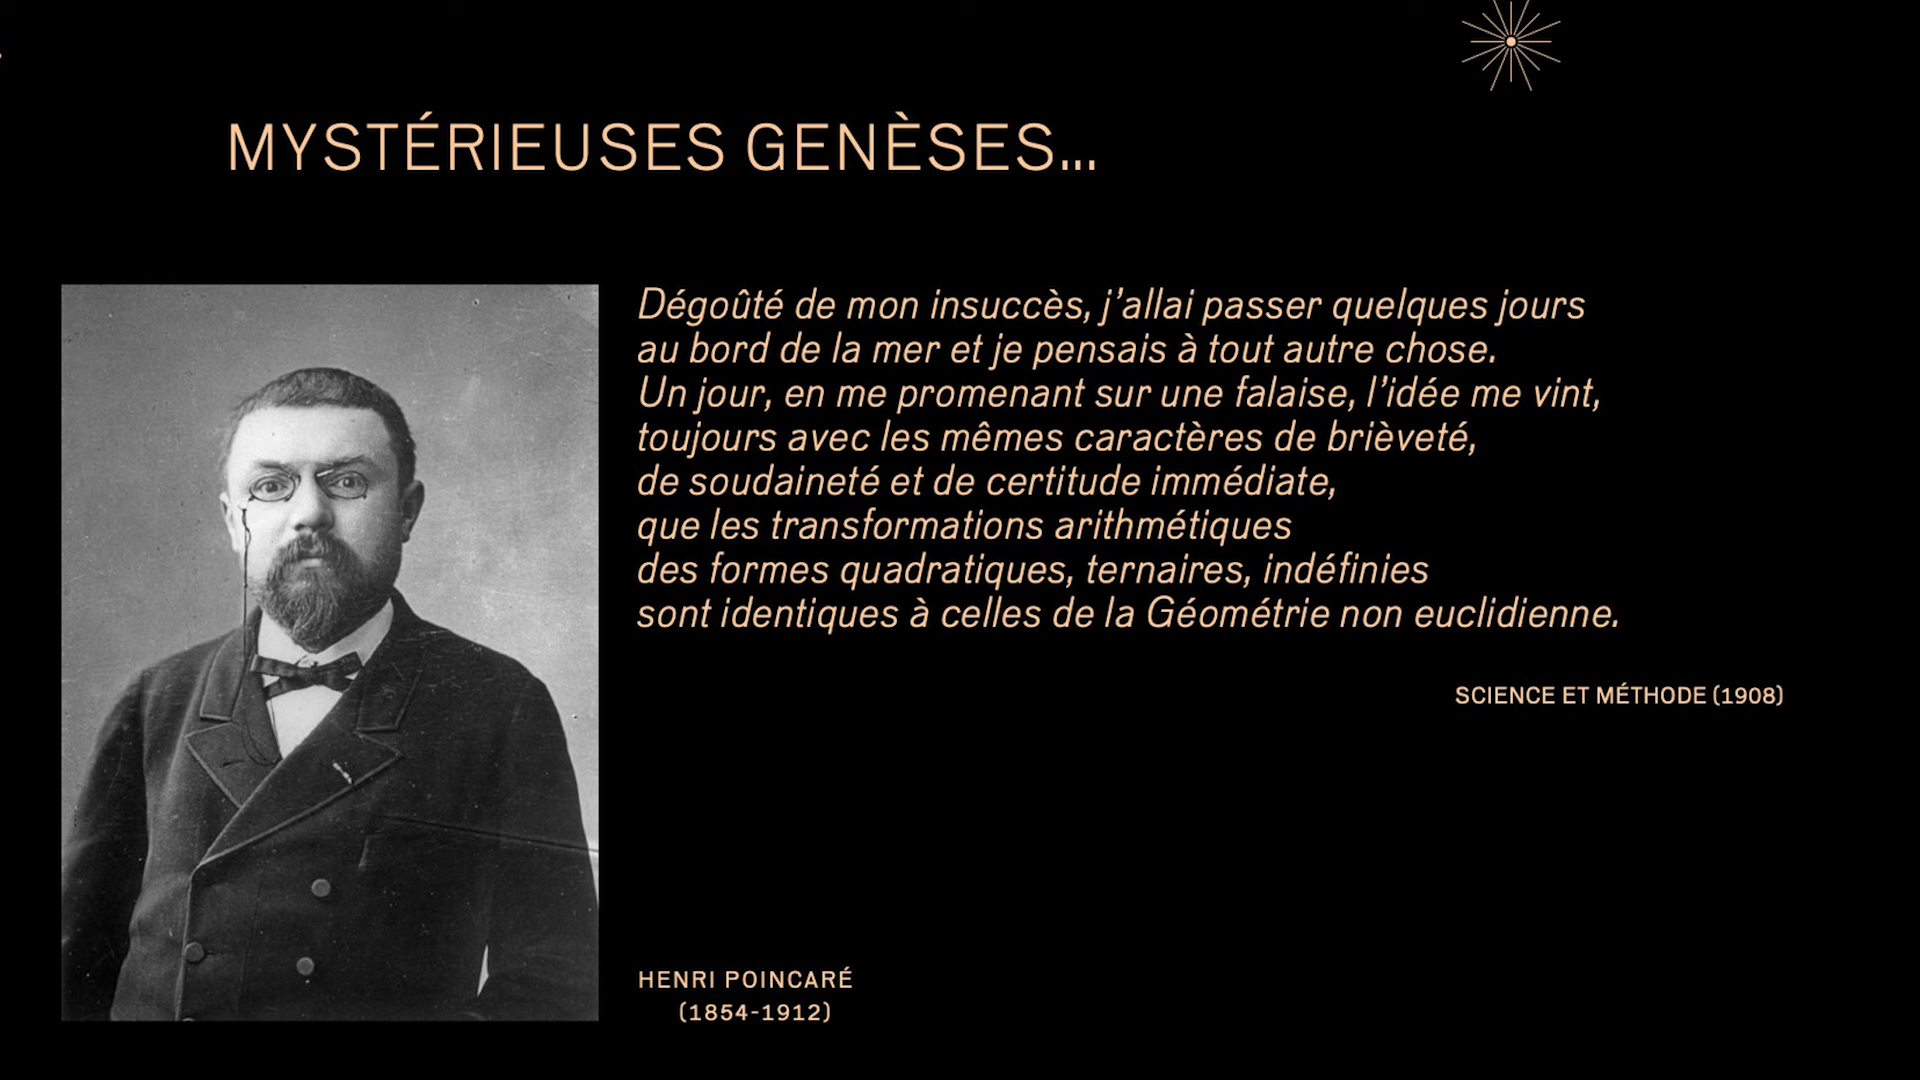 MYSTÉRIEUSES GENÈSES...
Dégoûté de mon insuccès, j’allai passer quelques jours
au bord de la mer et je pensais à tout autre chose.
Un jour, en me promenant sur une falaise, l’idée me vint,
toujours avec les mêmes caractères de brièveté,
de soudaineté et de certitude immédiate,
que les transformations arithmétiques
des formes quadratiques, ternaires, indéfinies
sont identiques à celles de la Géométrie non euclidienne.
SCIENCE ET MÉTHODE (1908)
HENRI POINCARÉ
(1854-1912)